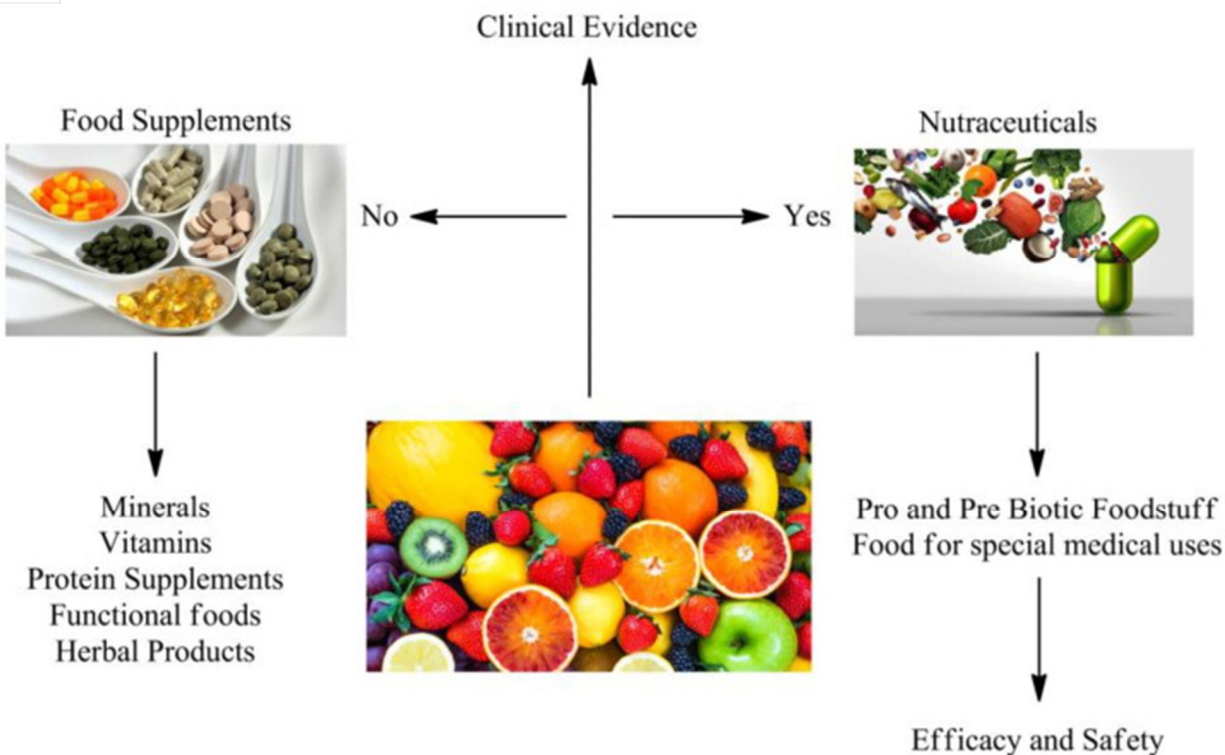 Clinical Evidence
Food Supplements
Nutraceuticals
No
Yes
Minerals
Vitamins
Protein Supplements
Functional foods
Herbal Products
Pro and Pre Biotic Foodstuff
Food for special medical uses
Efficacy and Safety